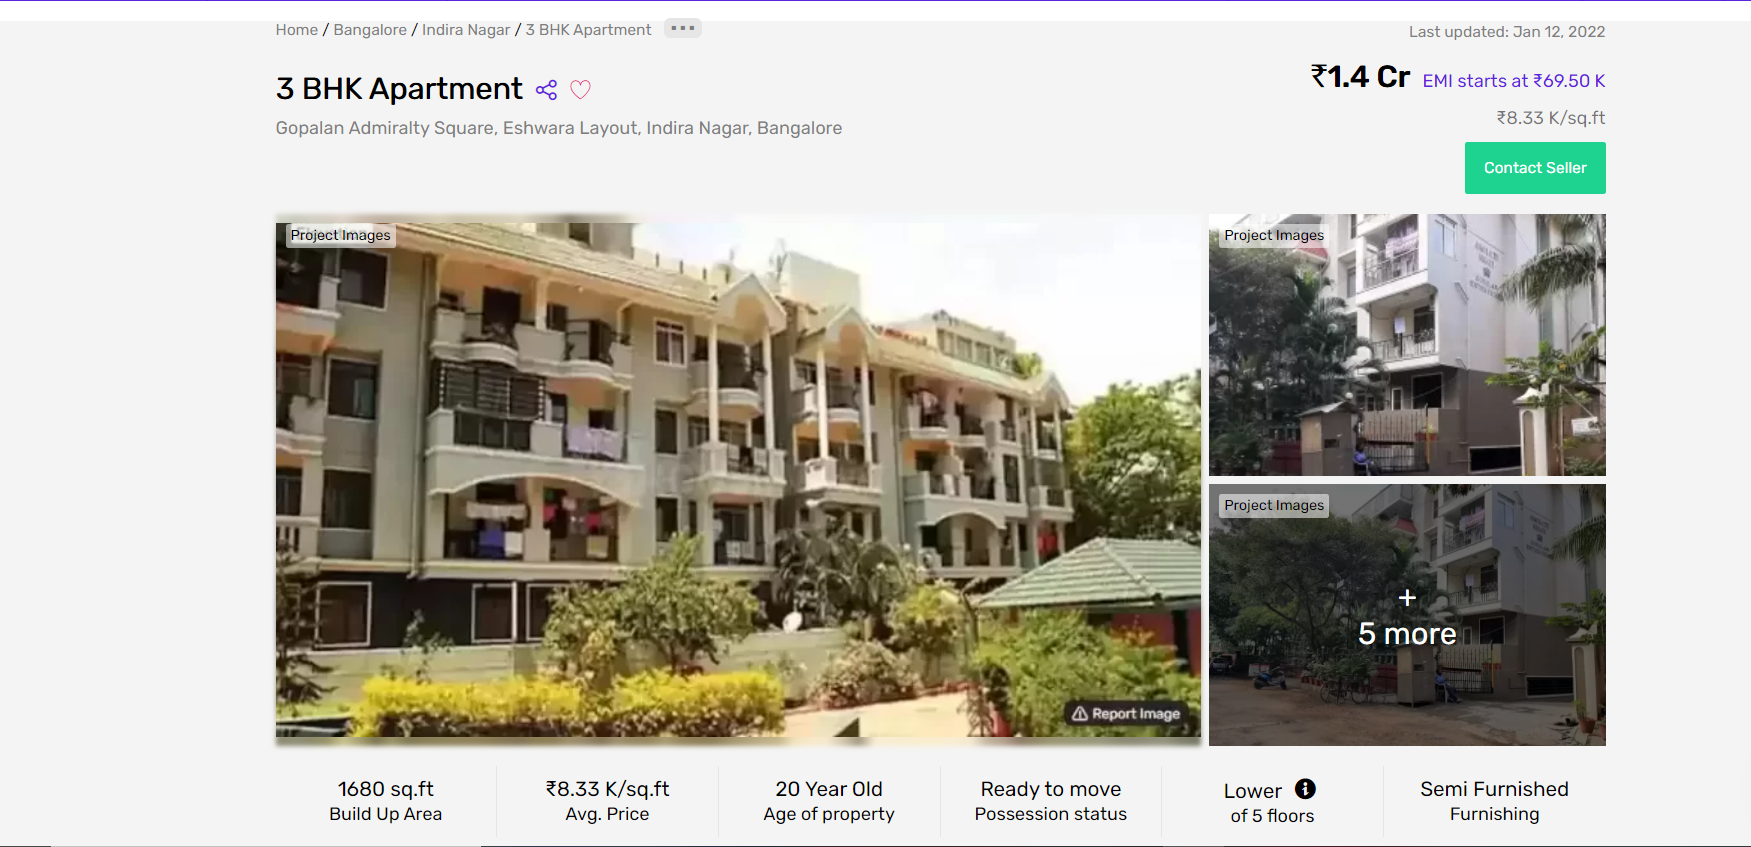 Home / Bangalore / Indira Nagar / 3 BHK Apartment
Last updated: Jan 12, 2022
3 BHK Apartment
₹1.4 Cr EMI starts at ₹69.50 K
Gopalan Admiralty Square, Eshwara Layout, Indira Nagar, Bangalore
₹8.33 K/sq.ft
Contact Seller
Project Images
Report Image
Project Images
Project Images
+
5 more
1680 sq.ft
Build Up Area
₹8.33 K/sq.ft
Avg. Price
20 Year Old
Age of property
Ready to move
Possession status
Lower
of 5 floors
Semi Furnished
Furnishing